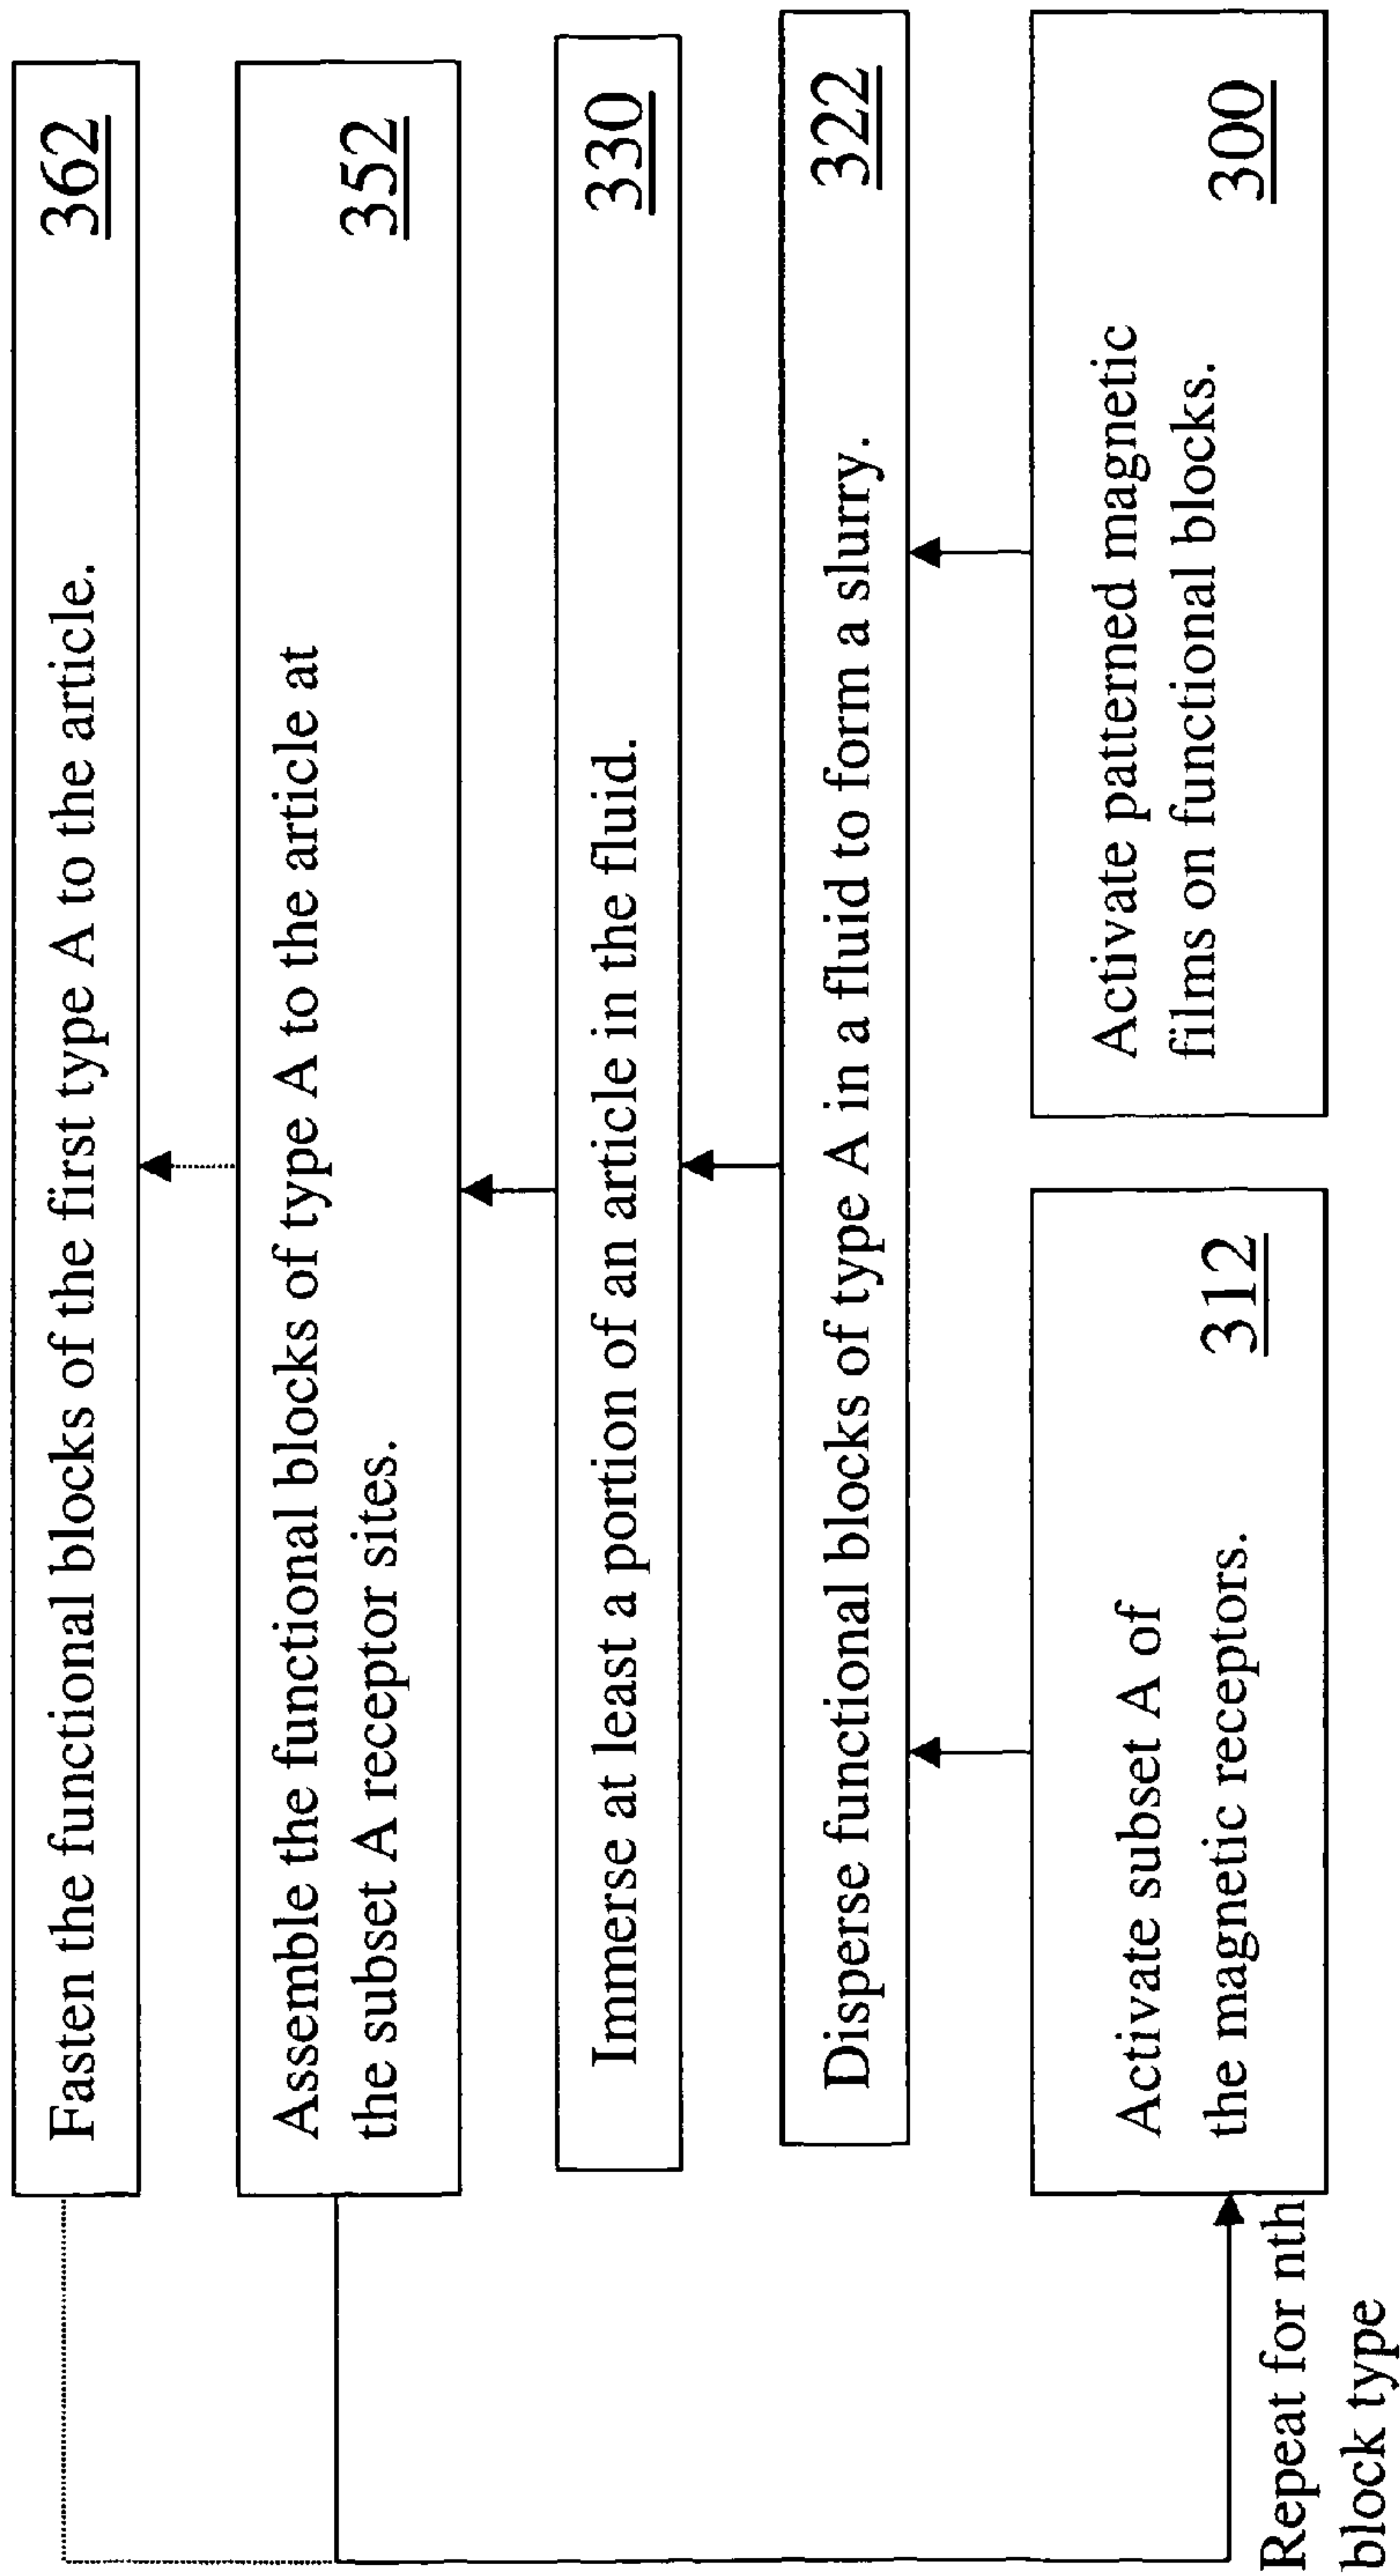 Fasten the functional blocks of the first type A to the article. 362
Assemble the functional blocks of type A to the article at
the subset A receptor sites. 352
Immerse at least a portion of an article in the fluid. 330
Disperse functional blocks of type A in a fluid to form a slurry. 322
Activate subset A of
the magnetic receptors. 312
Activate patterned magnetic
films on functional blocks. 300
Repeat for nth
block type